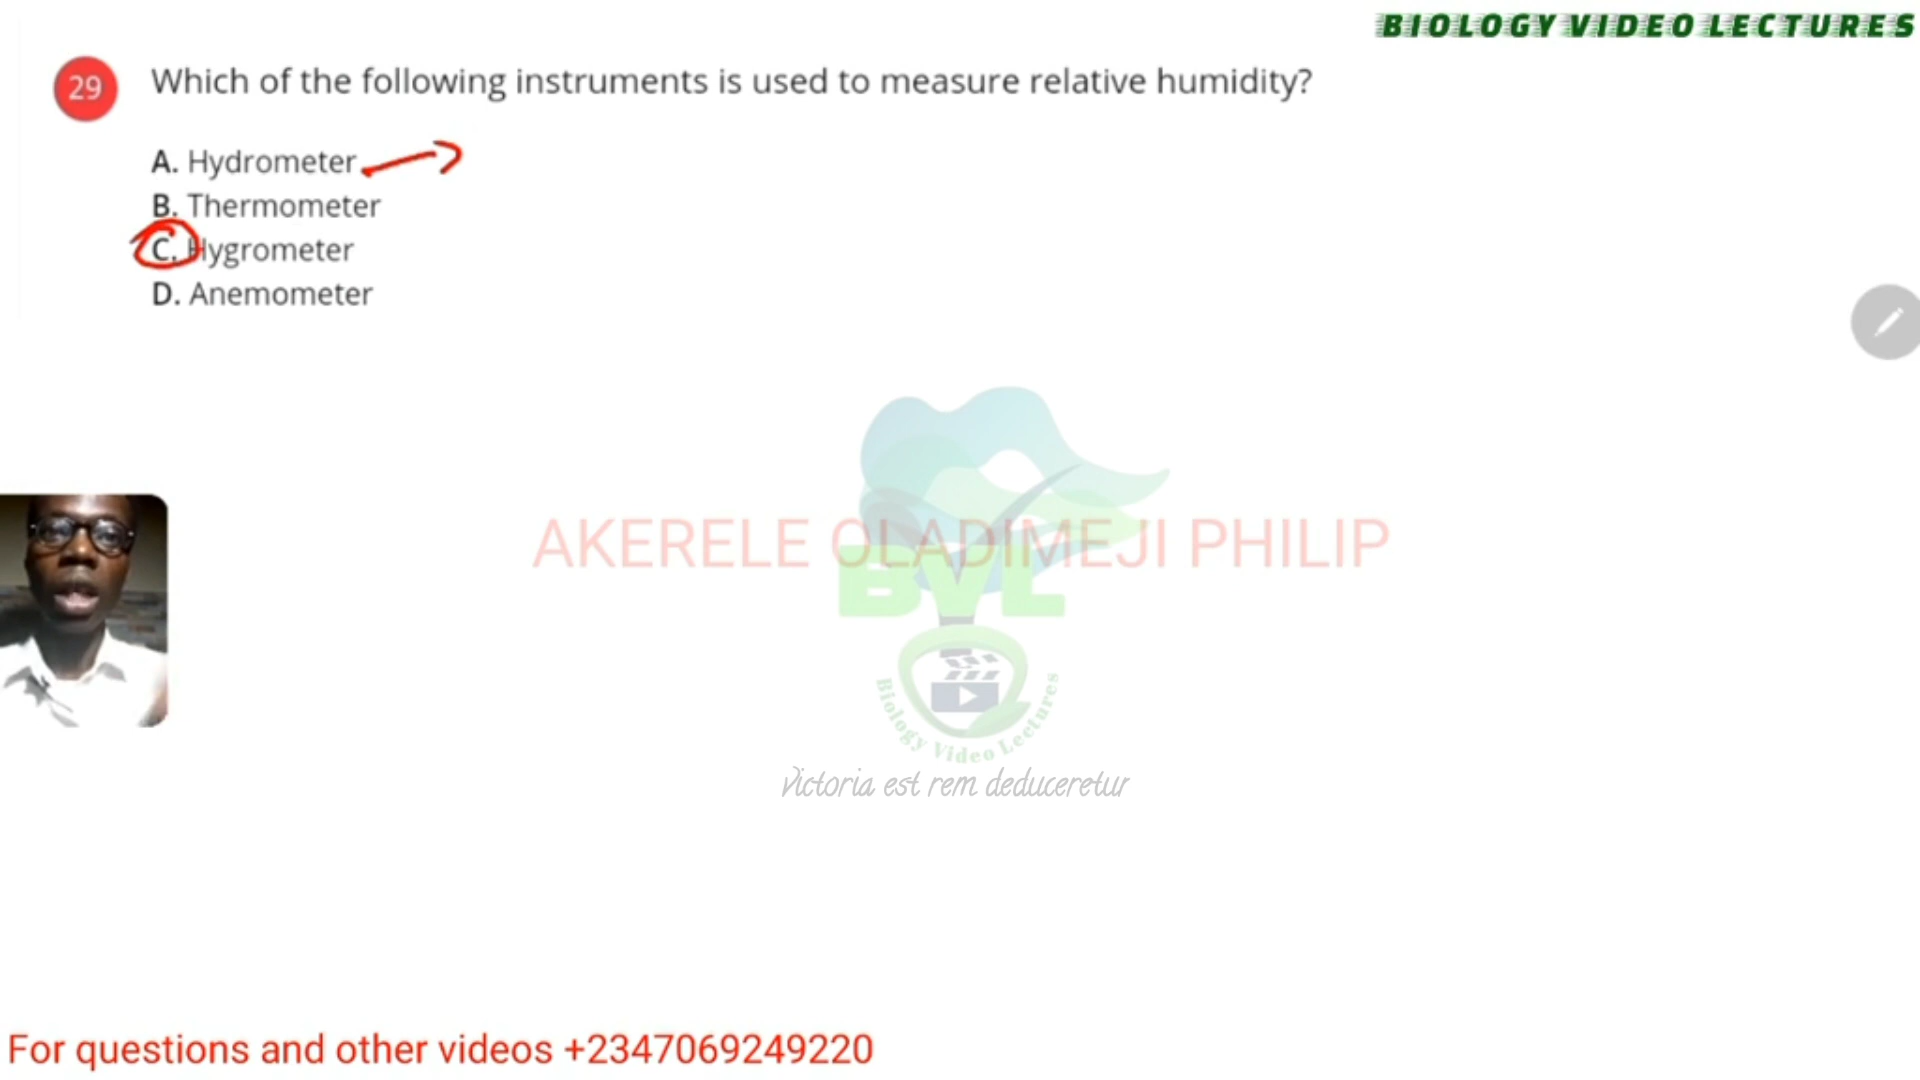 BIOLOGY VIDEO LECTURES
29 Which of the following instruments is used to measure relative humidity?
A. Hydrometer
B. Thermometer
C. Hygrometer
D. Anemometer
AKERELE OLADIMEJI PHILIP
BVL
Biology Video Lectures
Victoria est rem deduceretur
For questions and other videos +2347069249220